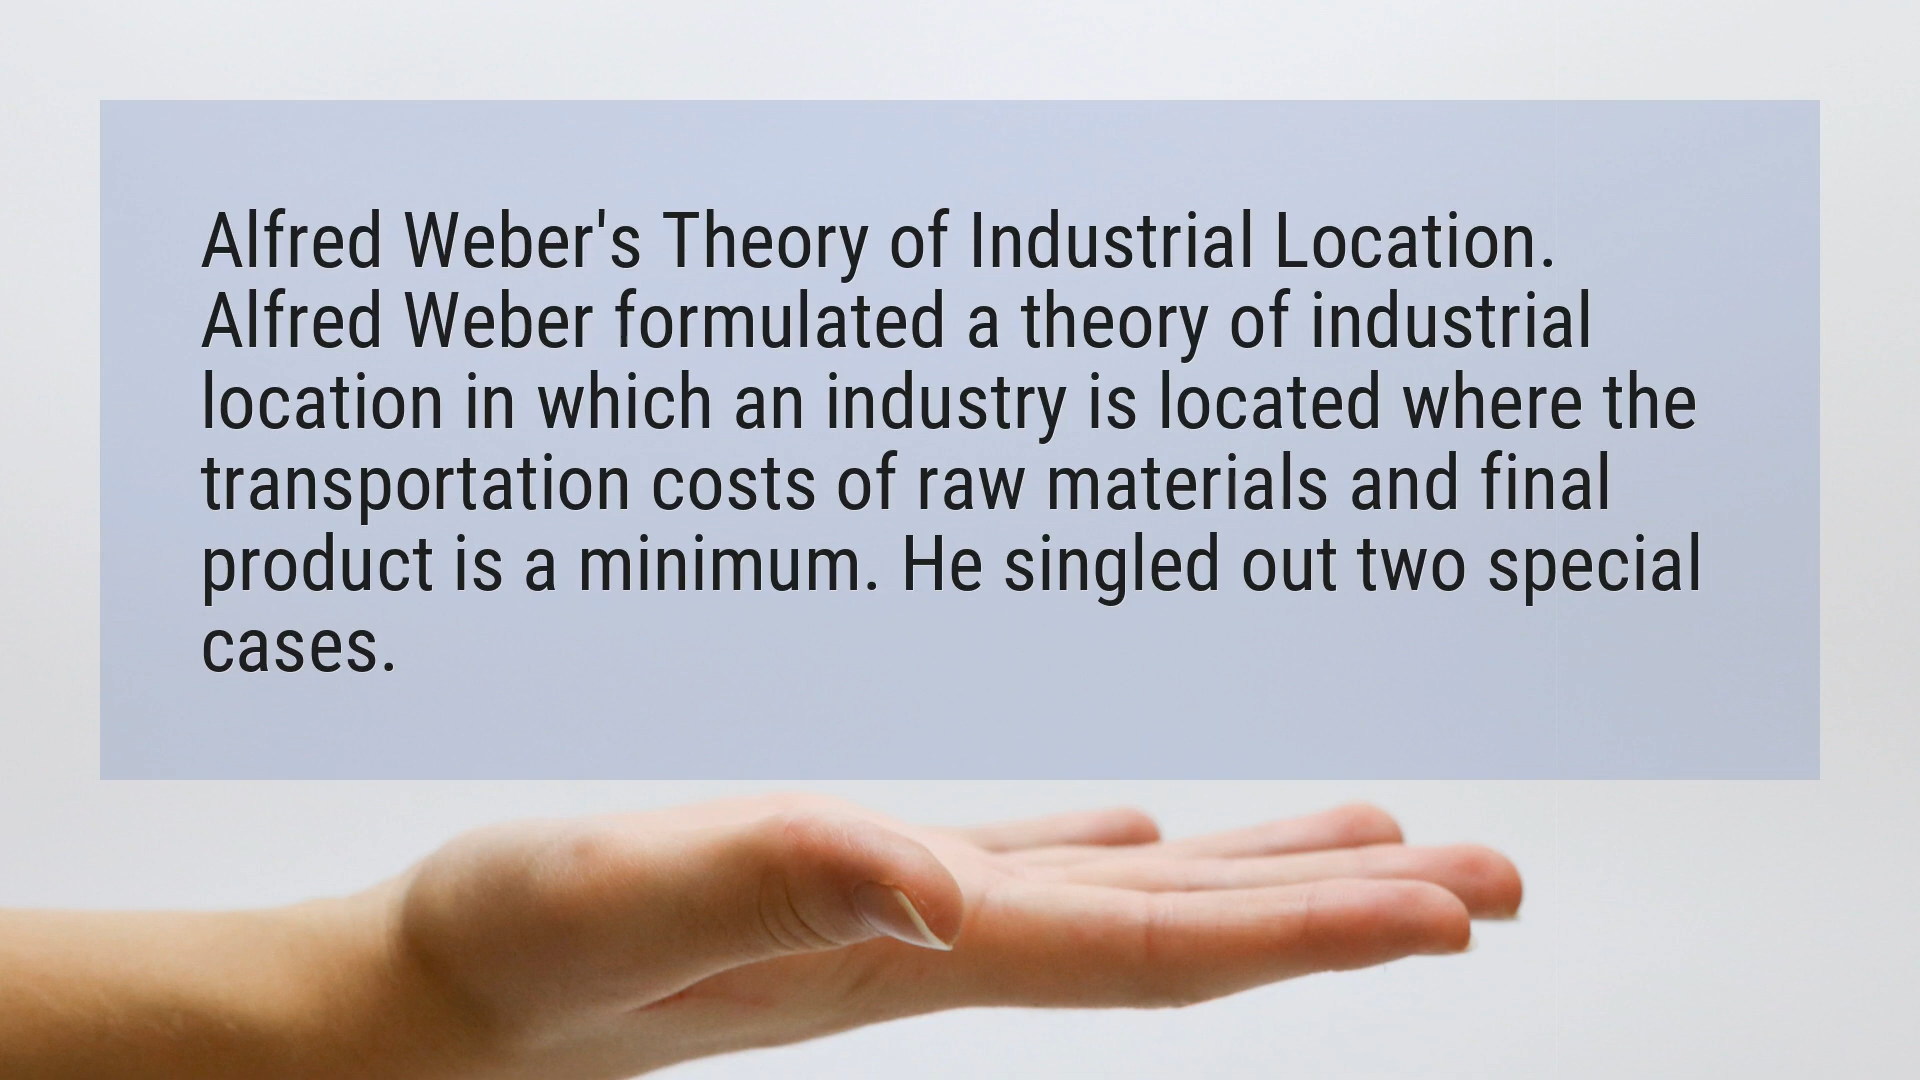 Alfred Weber's Theory of Industrial Location.
Alfred Weber formulated a theory of industrial
location in which an industry is located where the
transportation costs of raw materials and final
product is a minimum. He singled out two special
cases.